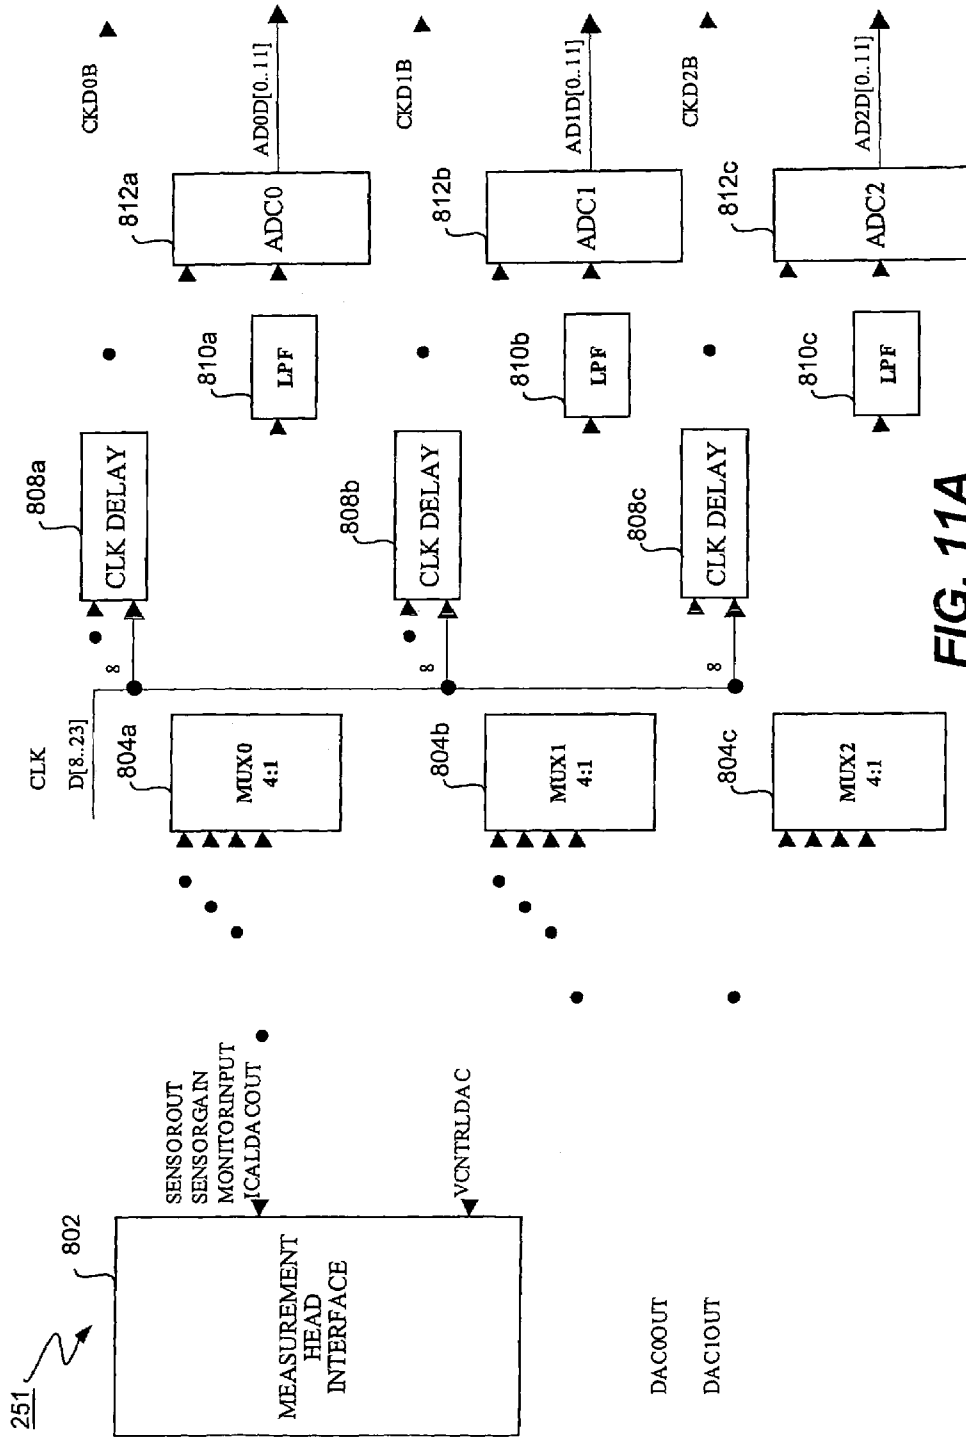 251
802
MEASUREMENT
HEAD
INTERFACE
SENSOROUT
SENSORGAIN
MONITORINPUT
ICALDACOUT
VCNTRLDAC
DAC0OUT
DAC1OUT
CLK
D[8..23]
8
8
8
804a
MUX0
4:1
804b
MUX1
4:1
804c
MUX2
4:1
808a
CLK DELAY
808b
CLK DELAY
808c
CLK DELAY
810a
LPF
810b
LPF
810c
LPF
812a
ADC0
812b
ADC1
812c
ADC2
CKD0B
AD0D[0..11]
CKD1B
AD1D[0..11]
CKD2B
AD2D[0..11]
FIG. 11A